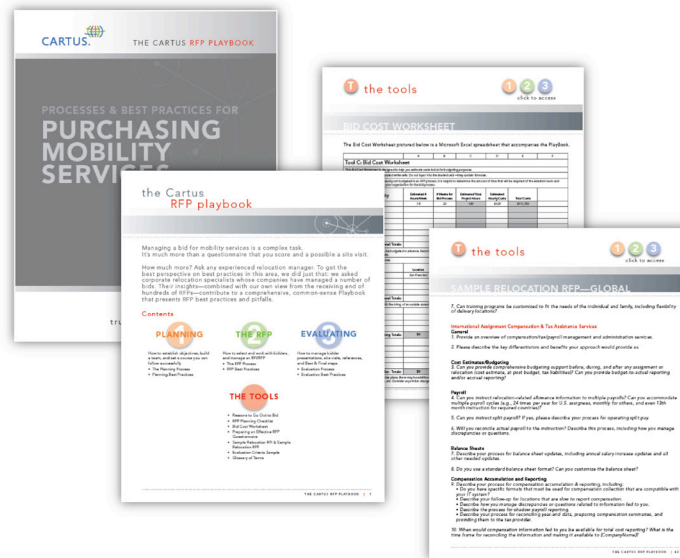 CARTUS.
THE CARTUS RFP PLAYBOOK
PROCESSES & BEST PRACTICES FOR
PURCHASING
MOBILITY
SERVICES
tru
T the tools
1 2 3
click to access
BID COST WORKSHEET
The Bid Cost Worksheet pictured below is a Microsoft Excel spreadsheet that accompanies the PlayBook.
Tool C: Bid Cost Worksheet
the Cartus
RFP playbook
Managing a bid for mobility services is a complex task.
It's much more than a questionnaire that you score and a possible site visit.
How much more? Ask any experienced relocation manager. To get the
best perspective on best practices in this area, we did just that: we asked
corporate relocation specialists whose companies have managed a number of
bids. Their insights—combined with our own view from the receiving end of
hundreds of RFPs—contribute to a comprehensive, common-sense Playbook
that presents RFP best practices and pitfalls.
Contents
1 PLANNING
2 THE RFP
3 EVALUATING
How to establish objectives, build
a team, and set a course you can
follow successfully
• The Planning Process
• Planning Best Practices
How to select and work with bidders,
and manage an RFI/RFP
• The RFP Process
• RFP Best Practices
How to manage bidder
presentations, site visits, references,
and Best & Final steps
• Evaluation Process
• Evaluation Best Practices
THE TOOLS
• Reasons to Go Out to Bid
• RFP Planning Checklist
• Bid Cost Worksheet
• Preparing an Effective RFP
Questionnaire
• Sample Relocation RFI & Sample
Relocation RFP
• Evaluation Criteria Sample
• Glossary of Terms
THE CARTUS RFP PLAYBOOK | 1
T the tools
1 2 3
click to access
SAMPLE RELOCATION RFP—GLOBAL
7. Can training programs be customized to fit the needs of the individual and family, including flexibility
of delivery locations?
International Assignment Compensation & Tax Assistance Services
General
1. Provide an overview of compensation/tax/payroll management and administration services.
2. Please describe the key differentiators and benefits your approach would provide us.
Cost Estimates/Budgeting
3. Can you provide comprehensive budgeting support before, during, and after any assignment or
relocation (cost estimate, at post budget, tax liabilities)? Can you provide budget to actual reporting
and/or accrual reporting?
Payroll
4. Can you instruct relocation-related allowance information to multiple payrolls? Can you accommodate
multiple payroll cycles (e.g., 24 times per year for U.S. assignees, monthly for others, and even 13th
month instruction for required countries)?
5. Can you instruct split payroll? If yes, please describe your process for operating split pay.
6. Will you reconcile actual payroll to the instruction? Describe this process, including how you manage
discrepancies or questions.
Balance Sheets
7. Describe your process for balance sheet updates, including annual salary increase updates and all
other needed updates.
8. Do you use a standard balance sheet format? Can you customize the balance sheet?
Compensation Accumulation and Reporting
9. Describe your process for compensation accumulation & reporting, including:
• Do you have specific formats that must be used for compensation collection that are compatible with
your IT system?
• Describe your follow-up for locations that are slow to report compensation.
• Describe how you manage discrepancies or questions related to information fed to you.
• Describe the process for shadow payroll reporting.
• Describe your process for reconciling year end data, preparing compensation summaries, and
providing them to the tax provider.
10. When would compensation information fed to you be available for total cost reporting? What is the
time frame for reconciling the information and making it available to [CompanyName]?
THE CARTUS RFP PLAYBOOK